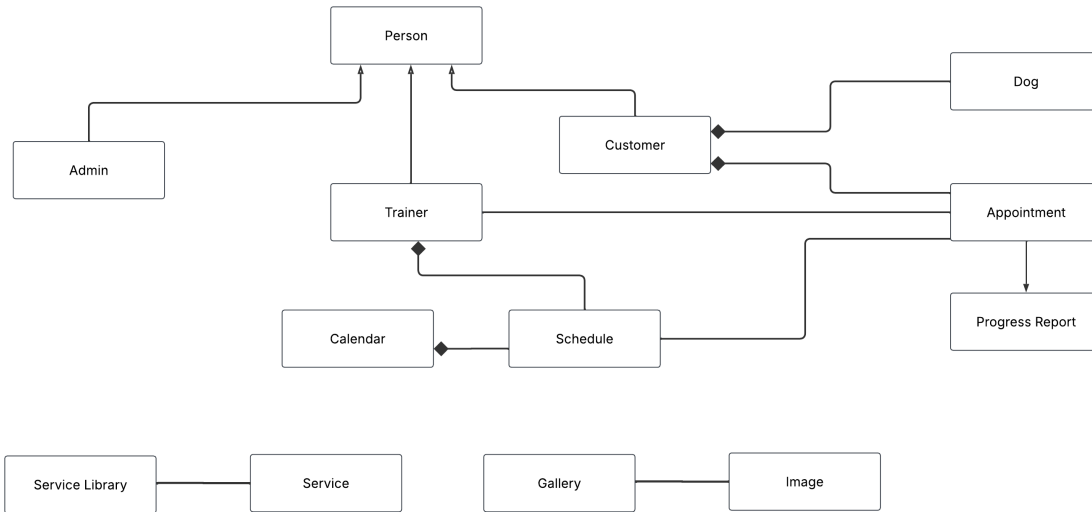 Person
Dog
Customer
Admin
Trainer
Appointment
Progress Report
Calendar
Schedule
Service Library
Service
Gallery
Image